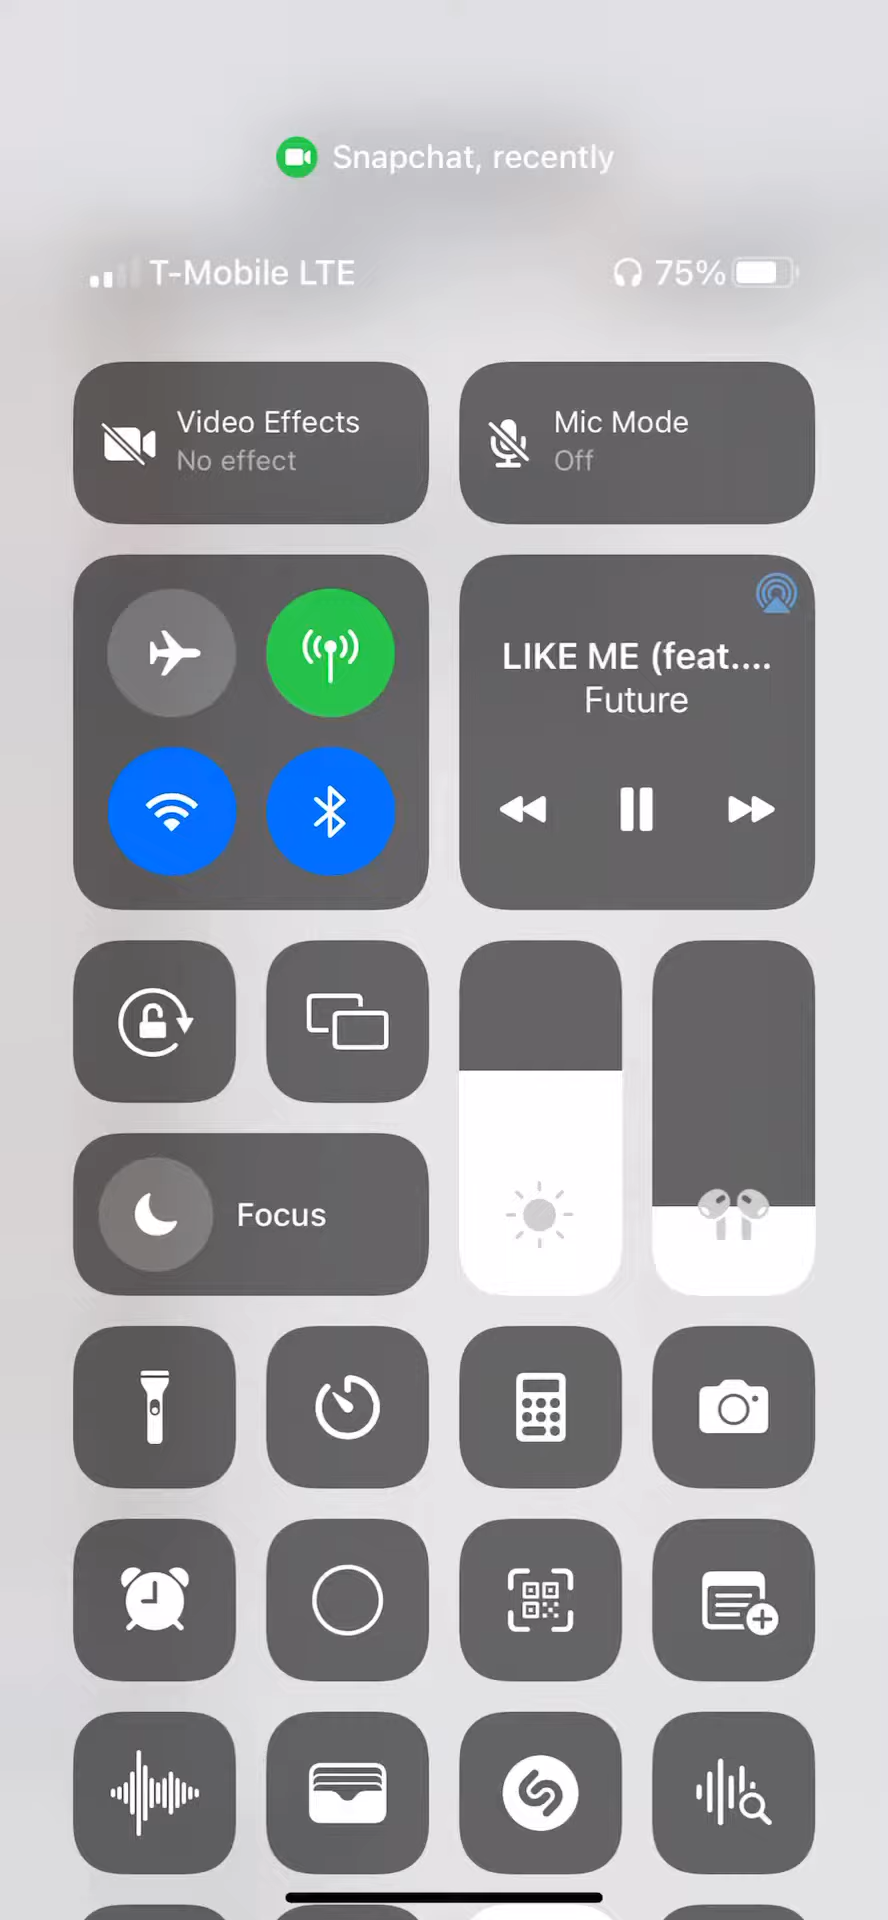 Snapchat, recently
T-Mobile LTE
75%
Video Effects
No effect
Mic Mode
Off
LIKE ME (feat....
Future
Focus